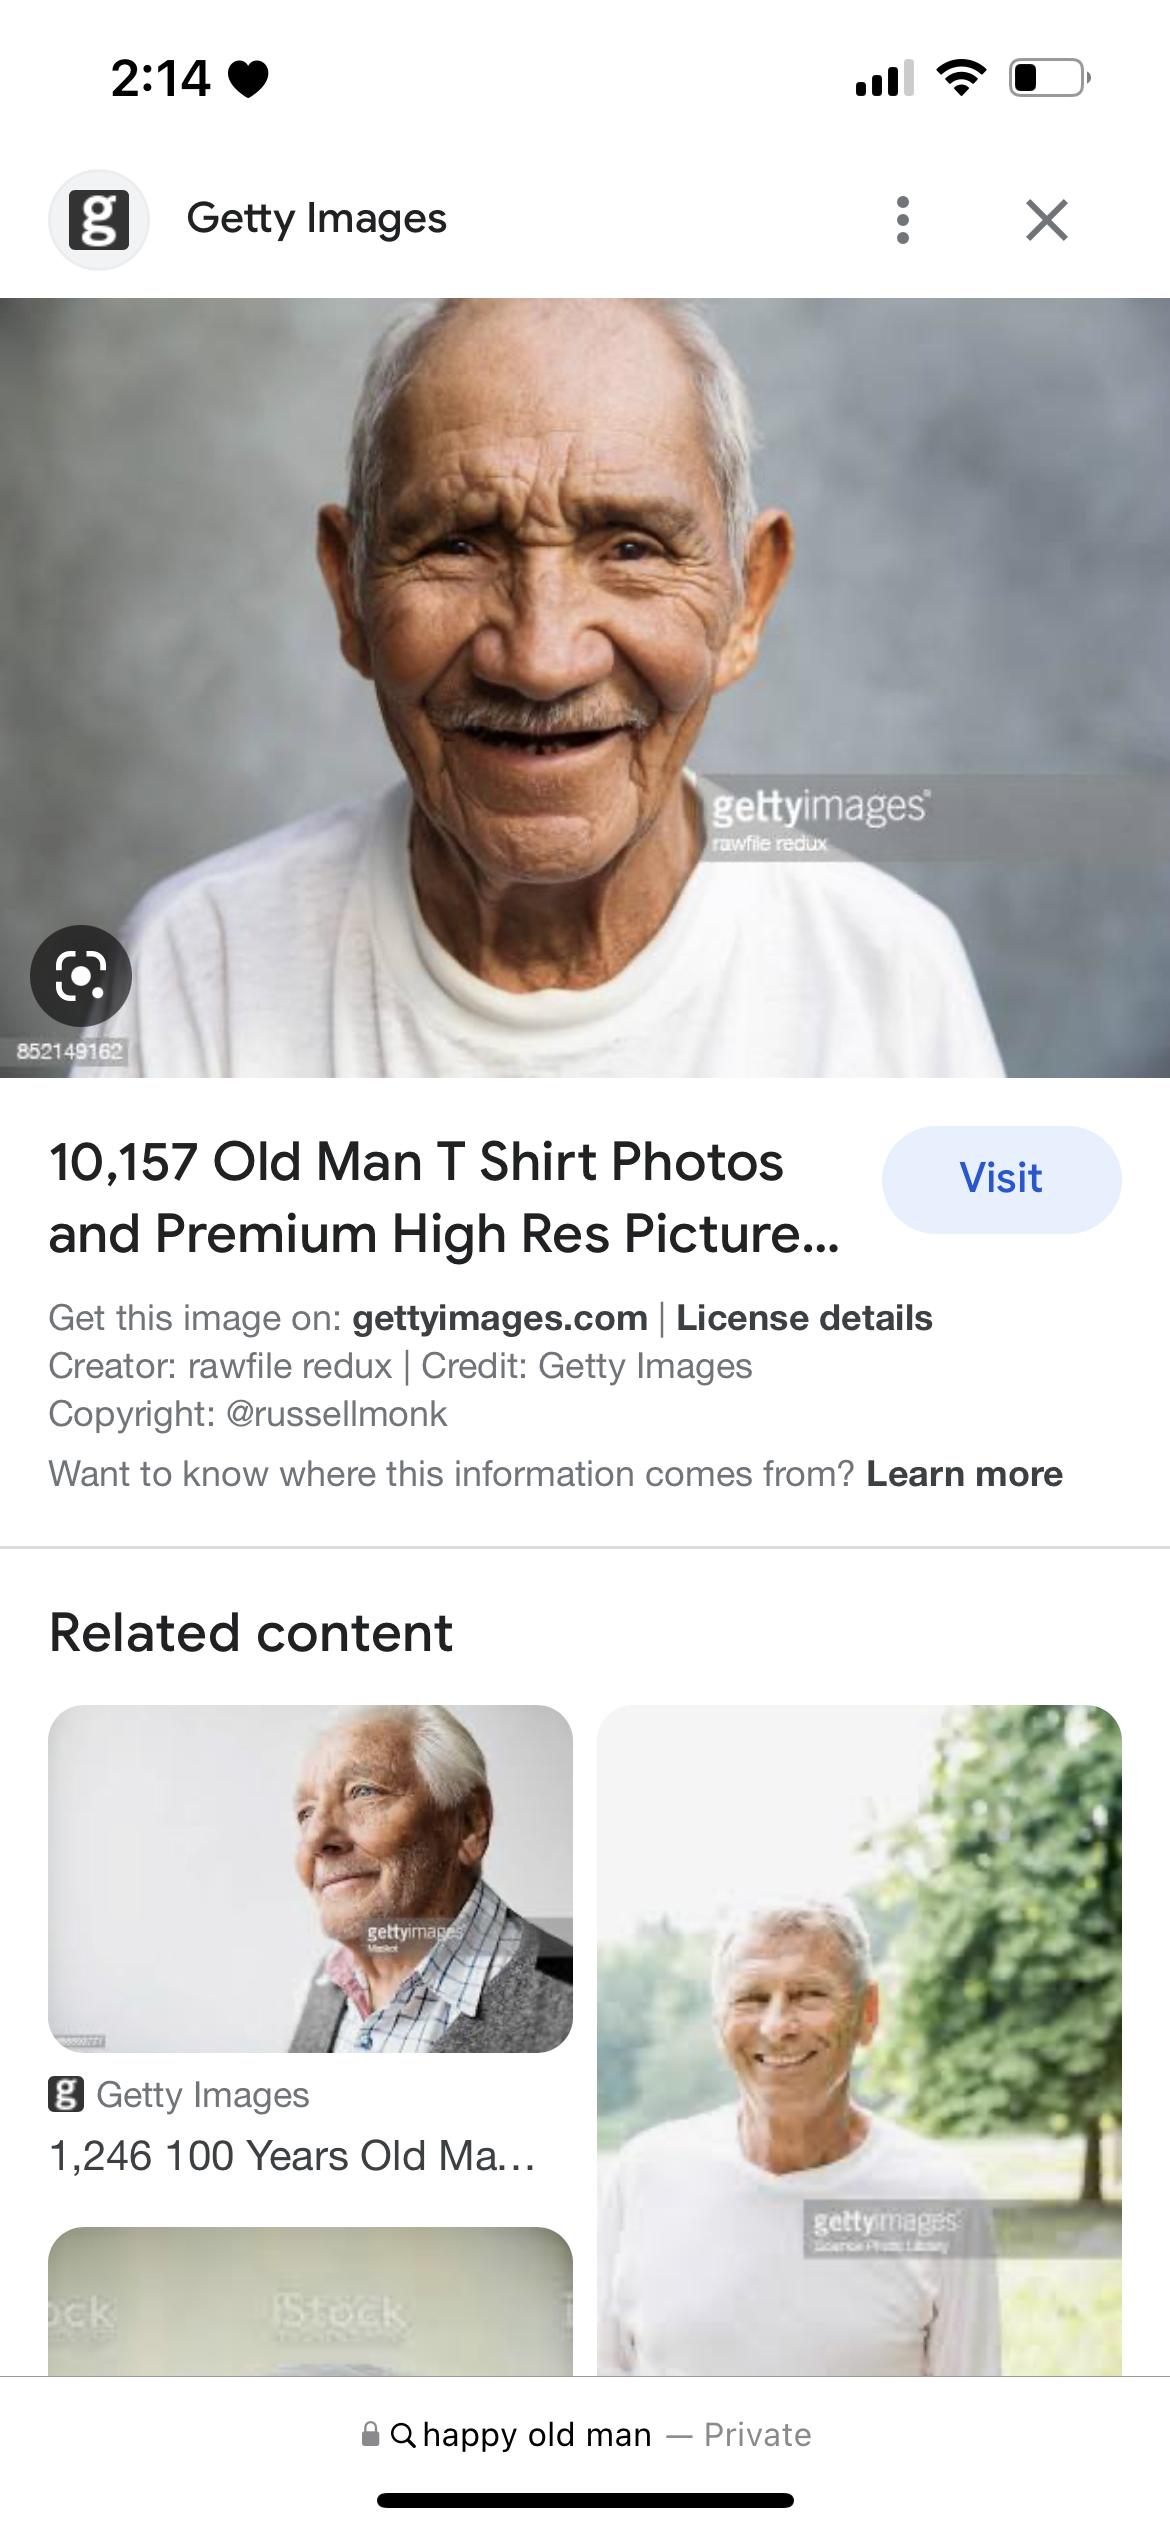 2:14
g Getty Images
gettyimages®
rawfile redux
852149162
10,157 Old Man T Shirt Photos
and Premium High Res Picture...
Visit
Get this image on: gettyimages.com | License details
Creator: rawfile redux | Credit: Getty Images
Copyright: @russellmonk
Want to know where this information comes from? Learn more
Related content
gettyimages
g Getty Images
1,246 100 Years Old Ma...
gettyimages
Science Photo Library
ock iStock
happy old man — Private